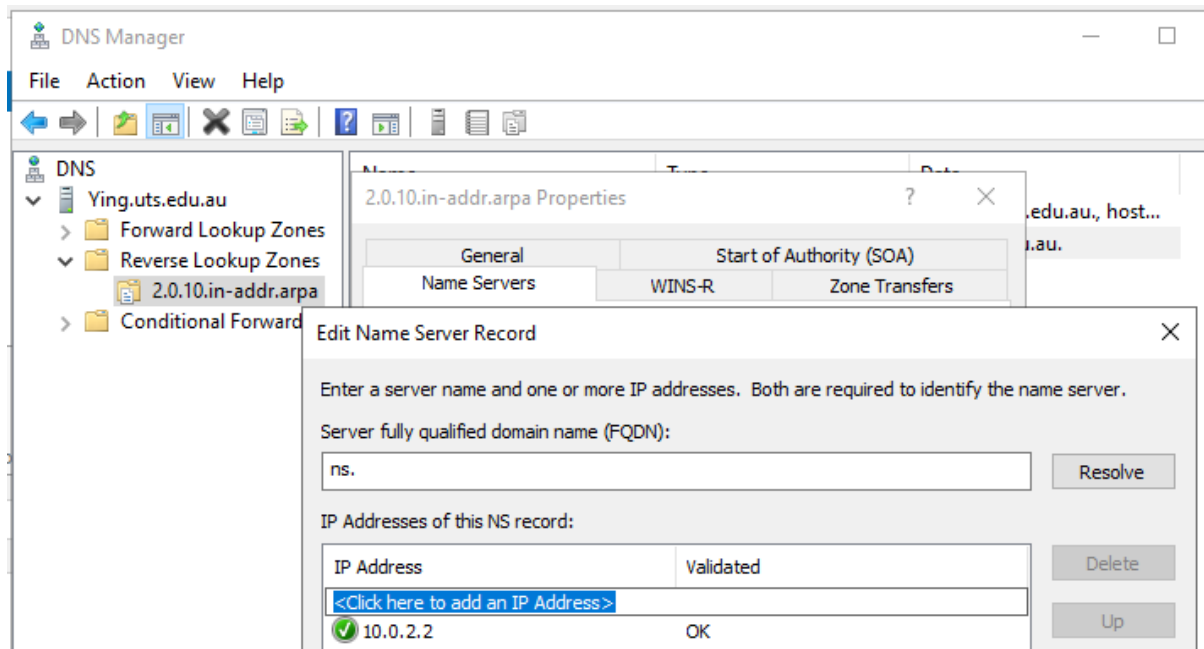 DNS Manager
File Action View Help
DNS
Ying.uts.edu.au
Forward Lookup Zones
Reverse Lookup Zones
2.0.10.in-addr.arpa
Conditional Forward
Name Type Data
.edu.au., host...
.au.
2.0.10.in-addr.arpa Properties ?
General Start of Authority (SOA)
Name Servers WINS-R Zone Transfers
Edit Name Server Record
Enter a server name and one or more IP addresses. Both are required to identify the name server.
Server fully qualified domain name (FQDN):
ns. Resolve
IP Addresses of this NS record:
IP Address Validated Delete
<Click here to add an IP Address>
10.0.2.2 OK Up